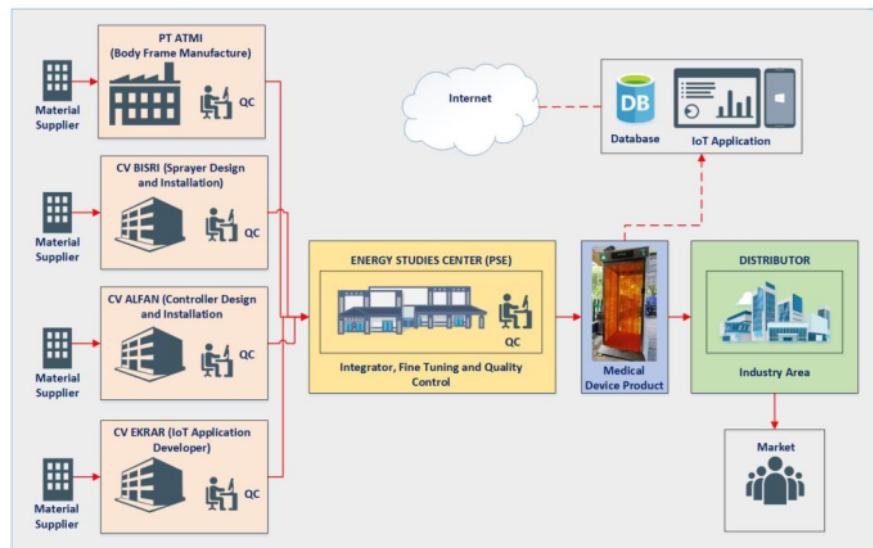 PT ATMI
(Body Frame Manufacture)
QC
Material
Supplier
CV BISRI (Sprayer Design
and Installation)
QC
Material
Supplier
CV ALFAN (Controller Design
and Installation
QC
Material
Supplier
CV EKRAR (IoT Application
Developer)
QC
Material
Supplier
ENERGY STUDIES CENTER (PSE)
QC
Integrator, Fine Tuning and Quality
Control
Internet
DB
Database
IoT Application
Medical
Device Product
DISTRIBUTOR
Industry Area
Market